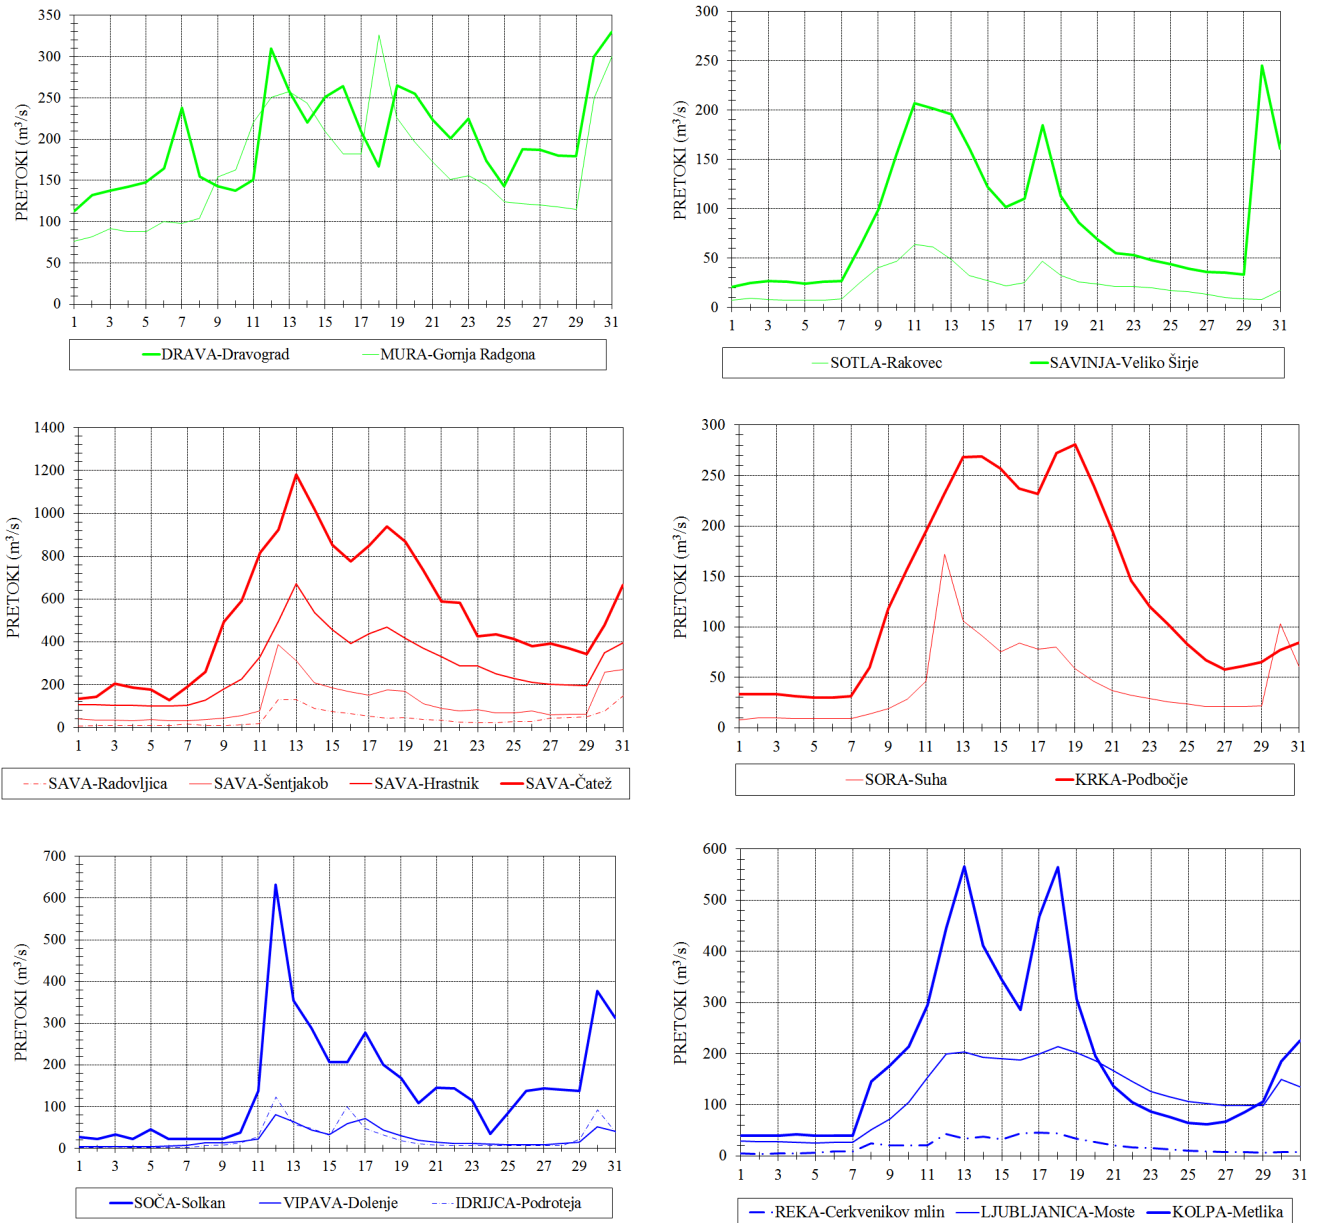 PRETOKI (m³/s)
350
300
250
200
150
100
50
0
1 3 5 7 9 11 13 15 17 19 21 23 25 27 29 31
DRAVA-Dravograd MURA-Gornja Radgona
PRETOKI (m³/s)
300
250
200
150
100
50
0
1 3 5 7 9 11 13 15 17 19 21 23 25 27 29 31
SOTLA-Rakovec SAVINJA-Veliko Širje
PRETOKI (m³/s)
1400
1200
1000
800
600
400
200
0
1 3 5 7 9 11 13 15 17 19 21 23 25 27 29 31
SAVA-Radovljica SAVA-Šentjakob SAVA-Hrastnik SAVA-Čatež
PRETOKI (m³/s)
300
250
200
150
100
50
0
1 3 5 7 9 11 13 15 17 19 21 23 25 27 29 31
SORA-Suha KRKA-Podbočje
PRETOKI (m³/s)
700
600
500
400
300
200
100
0
1 3 5 7 9 11 13 15 17 19 21 23 25 27 29 31
SOČA-Solkan VIPAVA-Dolenje IDRIJCA-Podroteja
PRETOKI (m³/s)
600
500
400
300
200
100
0
1 3 5 7 9 11 13 15 17 19 21 23 25 27 29 31
REKA-Cerkvenikov mlin LJUBLJANICA-Moste KOLPA-Metlika